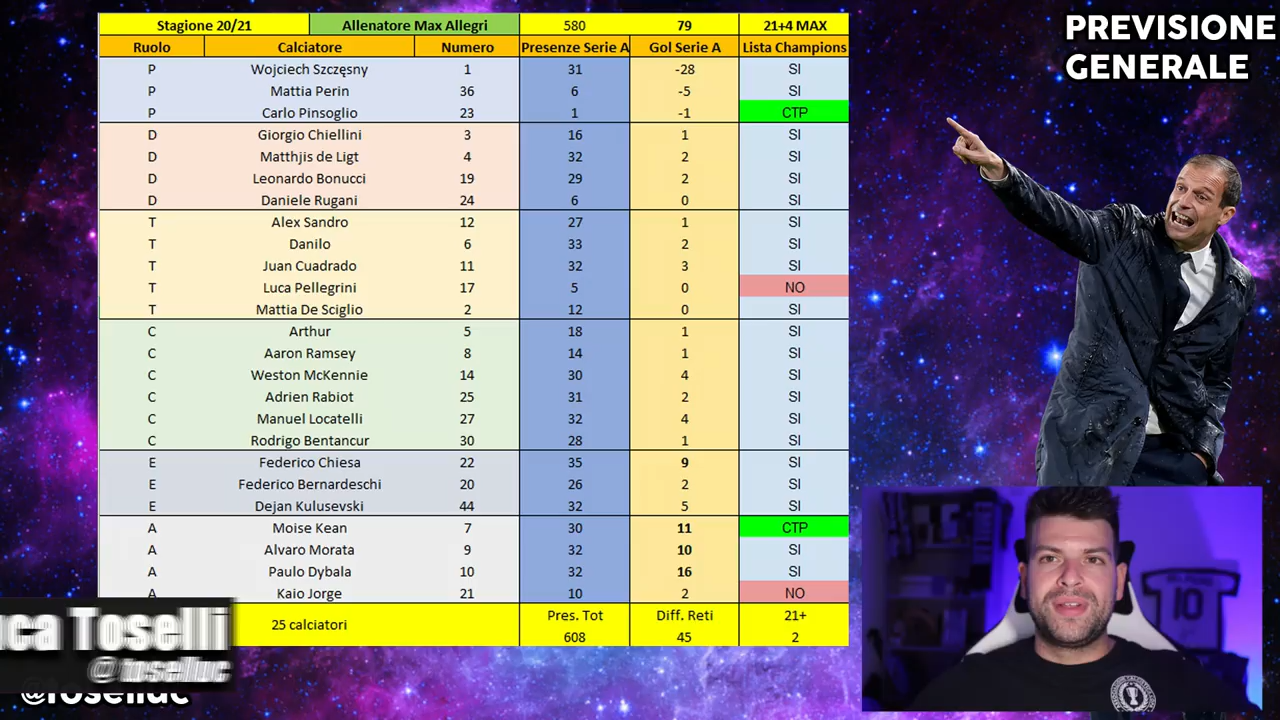 Stagione 20/21 Allenatore Max Allegri 580 79 21+4 MAX
Ruolo Calciatore Numero Presenze Serie A Gol Serie A Lista Champions
P Wojciech Szczęsny 1 31 -28 SI
P Mattia Perin 36 6 -5 SI
P Carlo Pinsoglio 23 1 -1 CTP
D Giorgio Chiellini 3 16 1 SI
D Matthjis de Ligt 4 32 2 SI
D Leonardo Bonucci 19 29 2 SI
D Daniele Rugani 24 6 0 SI
T Alex Sandro 12 27 1 SI
T Danilo 6 33 2 SI
T Juan Cuadrado 11 32 3 SI
T Luca Pellegrini 17 5 0 NO
T Mattia De Sciglio 2 12 0 SI
C Arthur 5 18 1 SI
C Aaron Ramsey 8 14 1 SI
C Weston McKennie 14 30 4 SI
C Adrien Rabiot 25 31 2 SI
C Manuel Locatelli 27 32 4 SI
C Rodrigo Bentancur 30 28 1 SI
E Federico Chiesa 22 35 9 SI
E Federico Bernardeschi 20 26 2 SI
E Dejan Kulusevski 44 32 5 SI
A Moise Kean 7 30 11 CTP
A Alvaro Morata 9 32 10 SI
A Paulo Dybala 10 32 16 SI
A Kaio Jorge 21 10 2 NO
25 calciatori Pres. Tot Diff. Reti 21+
608 45 2
PREVISIONE
GENERALE
uca Toselli
@toselluc
@toselluc
10